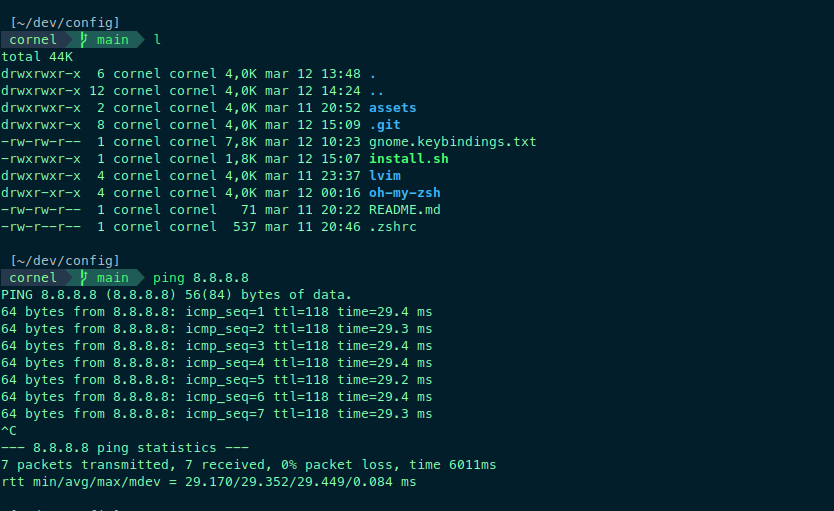 [~/dev/config]
cornel main l
total 44K
drwxrwxr-x  6 cornel cornel 4,0K mar 12 13:48 .
drwxrwxr-x 12 cornel cornel 4,0K mar 12 14:24 ..
drwxrwxr-x  2 cornel cornel 4,0K mar 11 20:52 assets
drwxrwxr-x  8 cornel cornel 4,0K mar 12 15:09 .git
-rw-rw-r--  1 cornel cornel 7,8K mar 12 10:23 gnome.keybindings.txt
-rwxrwxr-x  1 cornel cornel 1,8K mar 12 15:07 install.sh
drwxrwxr-x  4 cornel cornel 4,0K mar 11 23:37 lvim
drwxr-xr-x  4 cornel cornel 4,0K mar 12 00:16 oh-my-zsh
-rw-rw-r--  1 cornel cornel   71 mar 11 20:22 README.md
-rw-r--r--  1 cornel cornel  537 mar 11 20:46 .zshrc
[~/dev/config]
cornel main ping 8.8.8.8
PING 8.8.8.8 (8.8.8.8) 56(84) bytes of data.
64 bytes from 8.8.8.8: icmp_seq=1 ttl=118 time=29.4 ms
64 bytes from 8.8.8.8: icmp_seq=2 ttl=118 time=29.3 ms
64 bytes from 8.8.8.8: icmp_seq=3 ttl=118 time=29.4 ms
64 bytes from 8.8.8.8: icmp_seq=4 ttl=118 time=29.4 ms
64 bytes from 8.8.8.8: icmp_seq=5 ttl=118 time=29.2 ms
64 bytes from 8.8.8.8: icmp_seq=6 ttl=118 time=29.4 ms
64 bytes from 8.8.8.8: icmp_seq=7 ttl=118 time=29.3 ms
^C
--- 8.8.8.8 ping statistics ---
7 packets transmitted, 7 received, 0% packet loss, time 6011ms
rtt min/avg/max/mdev = 29.170/29.352/29.449/0.084 ms